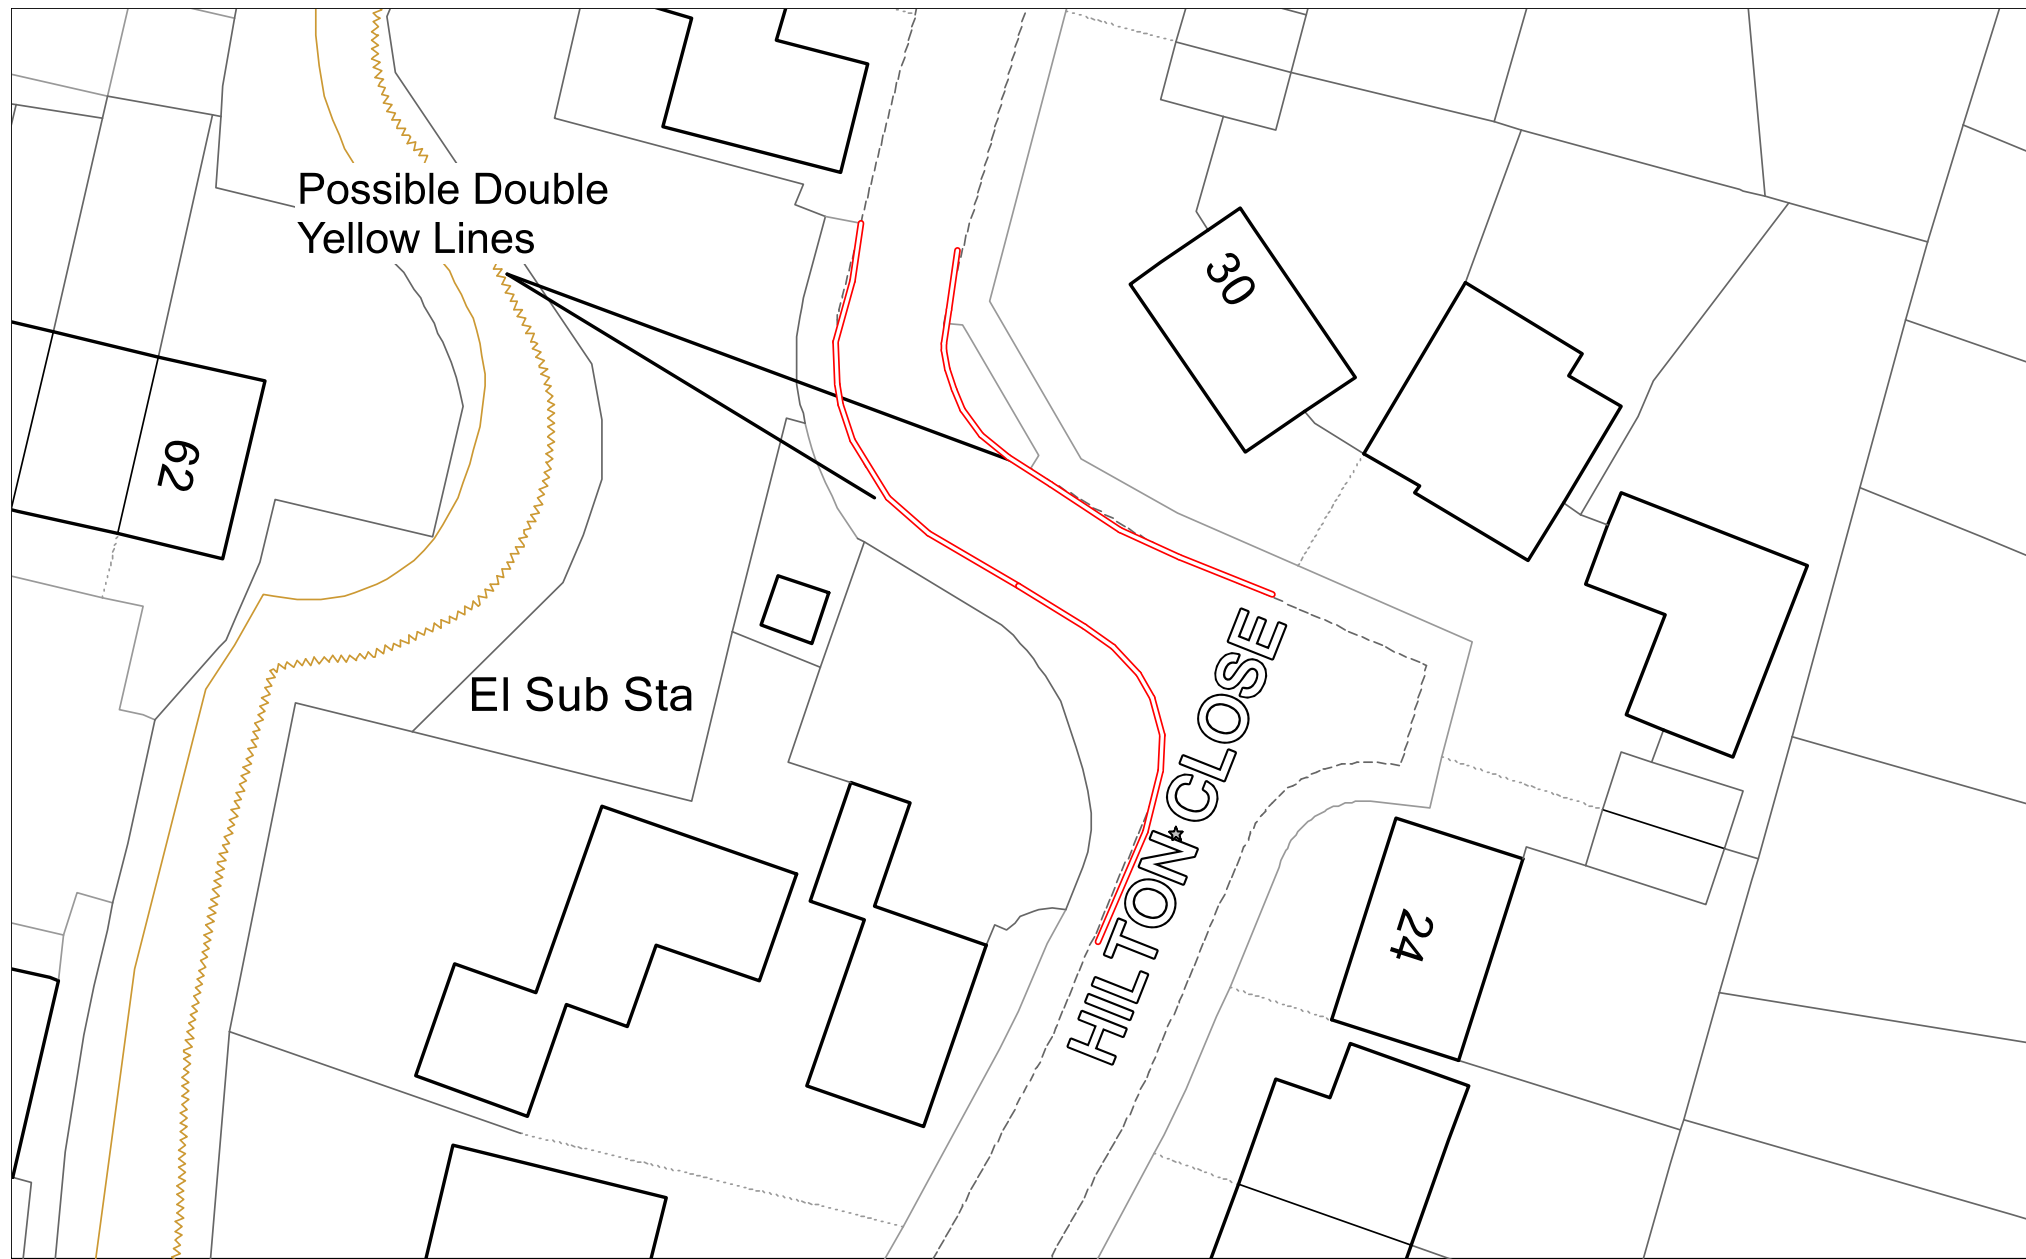 Possible Double
Yellow Lines
30
62
El Sub Sta
HILTON CLOSE
24